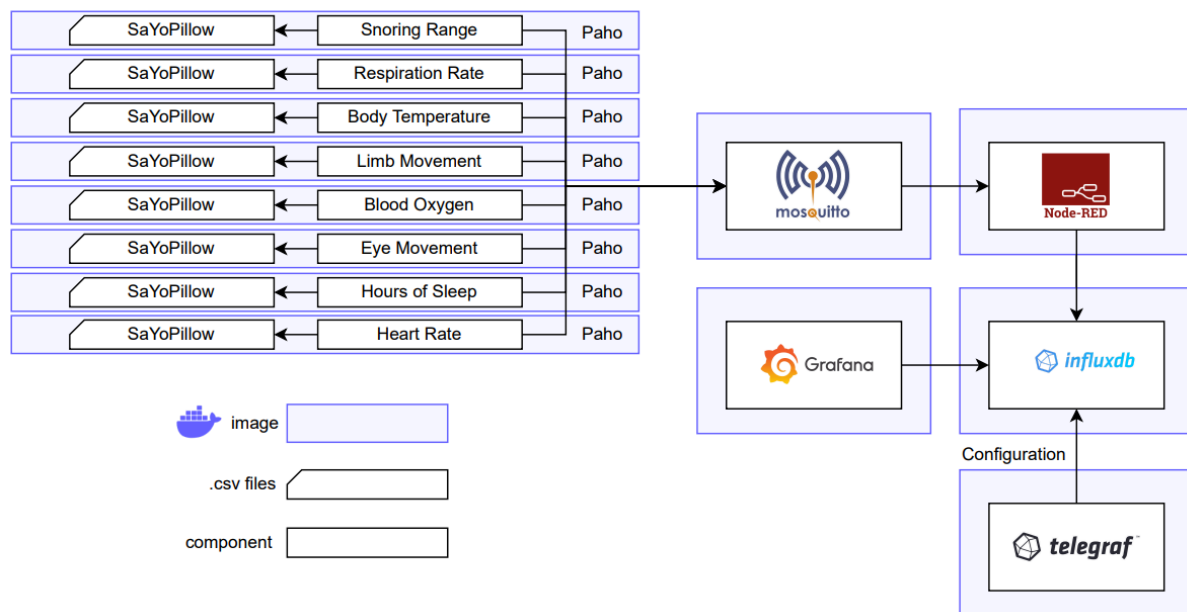 SaYoPillow Snoring Range Paho
SaYoPillow Respiration Rate Paho
SaYoPillow Body Temperature Paho
SaYoPillow Limb Movement Paho
SaYoPillow Blood Oxygen Paho
SaYoPillow Eye Movement Paho
SaYoPillow Hours of Sleep Paho
SaYoPillow Heart Rate Paho
mosquitto
Node-RED
Grafana
influxdb
Configuration
telegraf™
image
.csv files
component